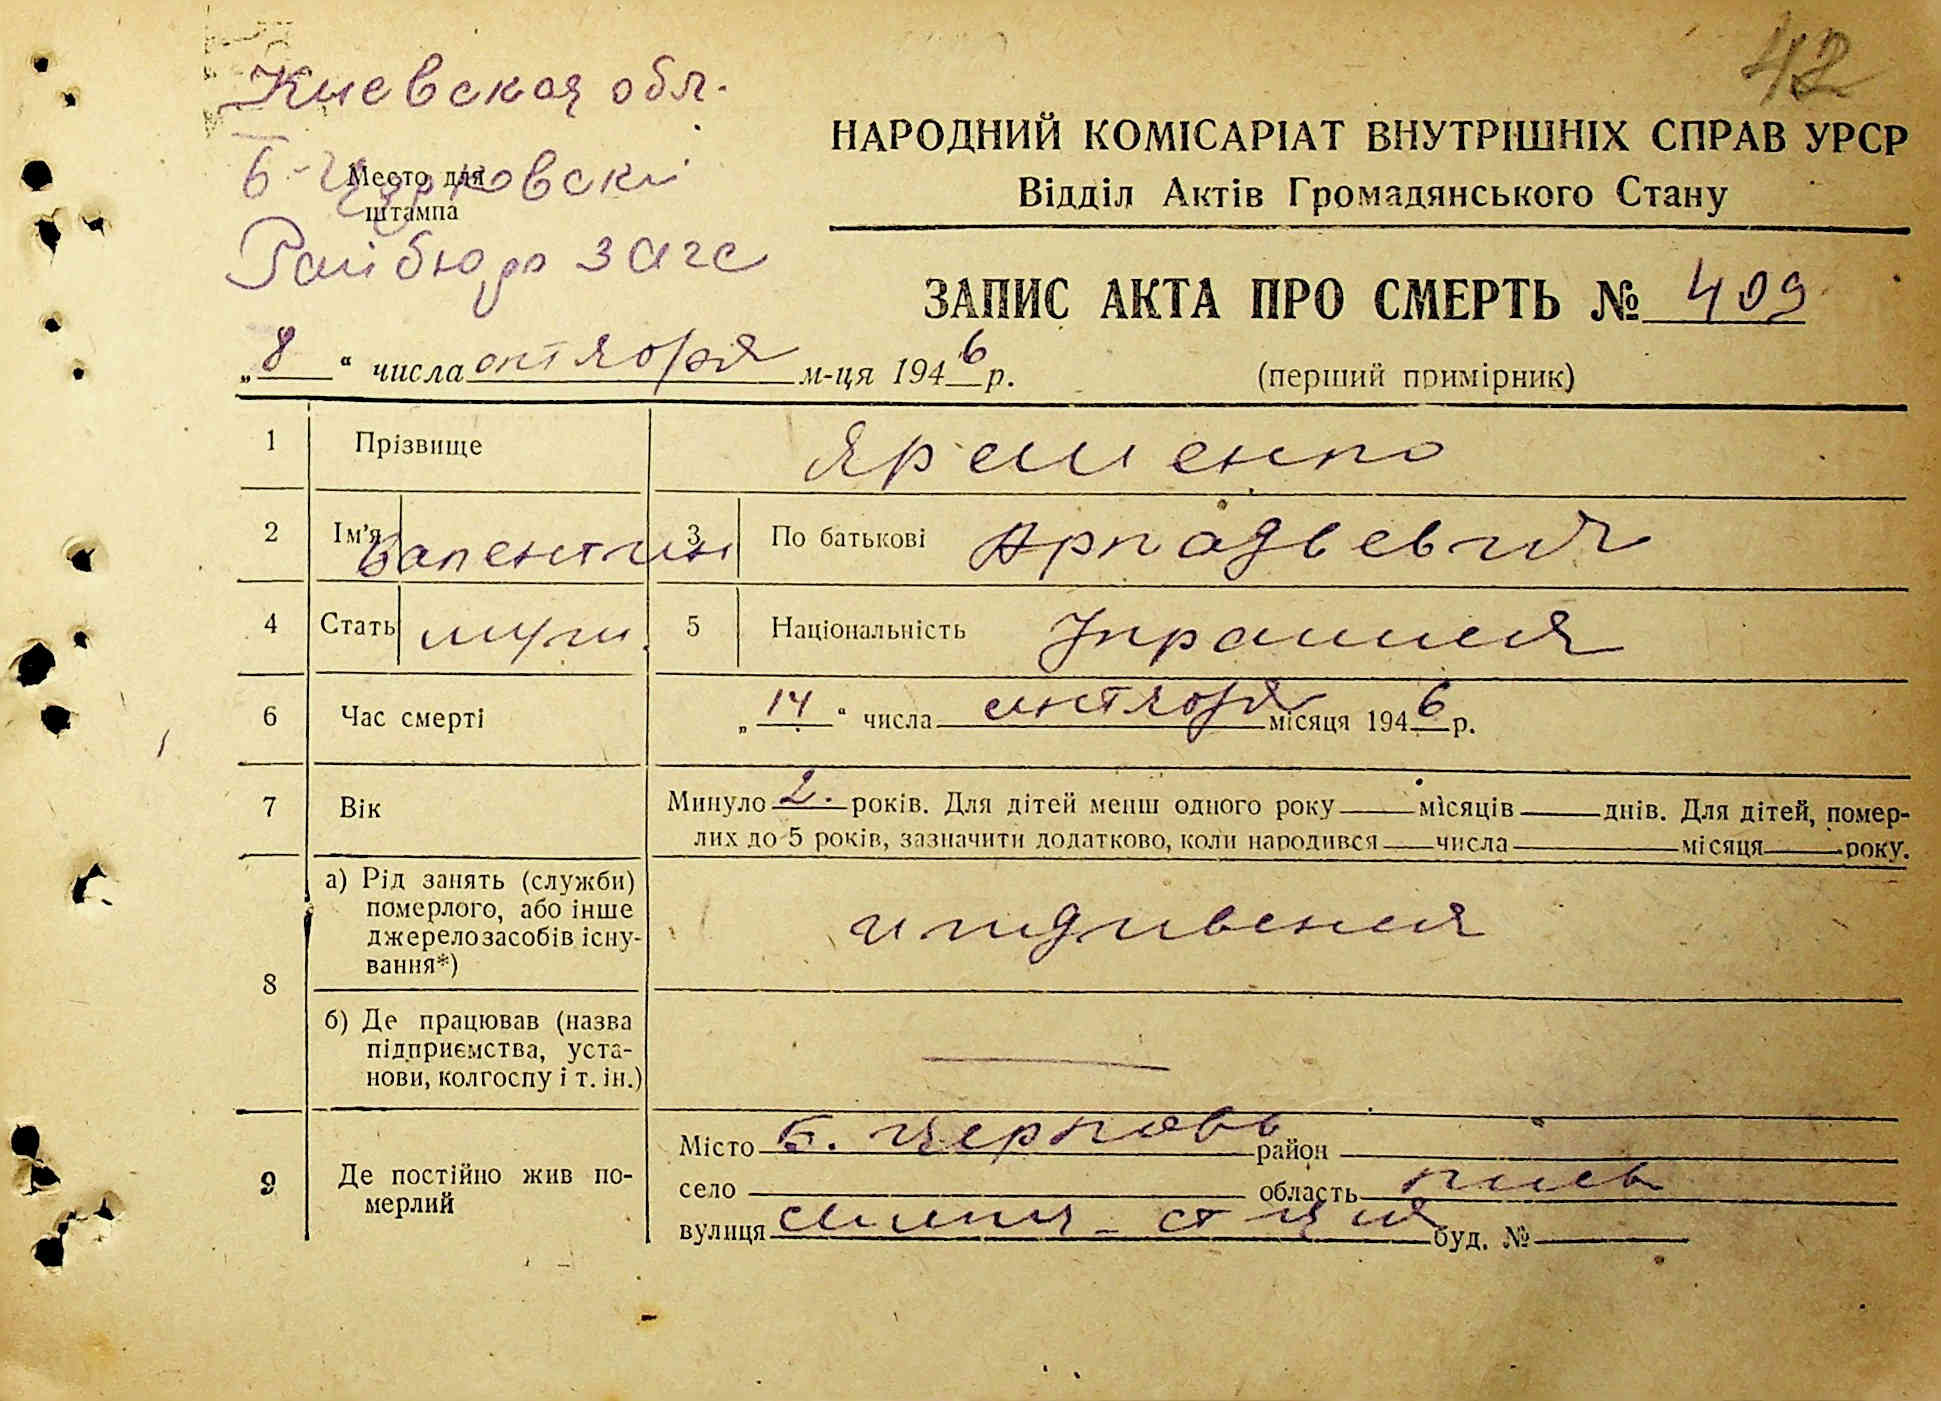 42
Киевская обл.
Б-Церковски
Место для
штампа
Райбюро загс
НАРОДНИЙ КОМІСАРІАТ ВНУТРІШНІХ СПРАВ УРСР
Відділ Актів Громадянського Стану
ЗАПИС АКТА ПРО СМЕРТЬ № 409
„8“ числа октября м-ця 1946 р.
(перший примірник)
1 Прізвище Яременко
2 Ім'я Валентин 3 По батькові Аркадьевич
4 Стать муж. 5 Національність Украинея
6 Час смерті „14“ числа октября місяця 1946 р.
7 Вік Минуло 2. років. Для дітей менш одного року — місяців — днів. Для дітей, помер-
лих до 5 років, зазначити додатково, коли народився — числа — місяця — року.
8 а) Рід занять (служби)
померлого, або інше
джерело засобів існу-
вання*)
иждивения
б) Де працював (назва
підприємства, уста-
нови, колгоспу і т. ін.)
—
9 Де постійно жив по-
мерлий
Місто Б. Церковь район
село область Киев
вулиця буд. №